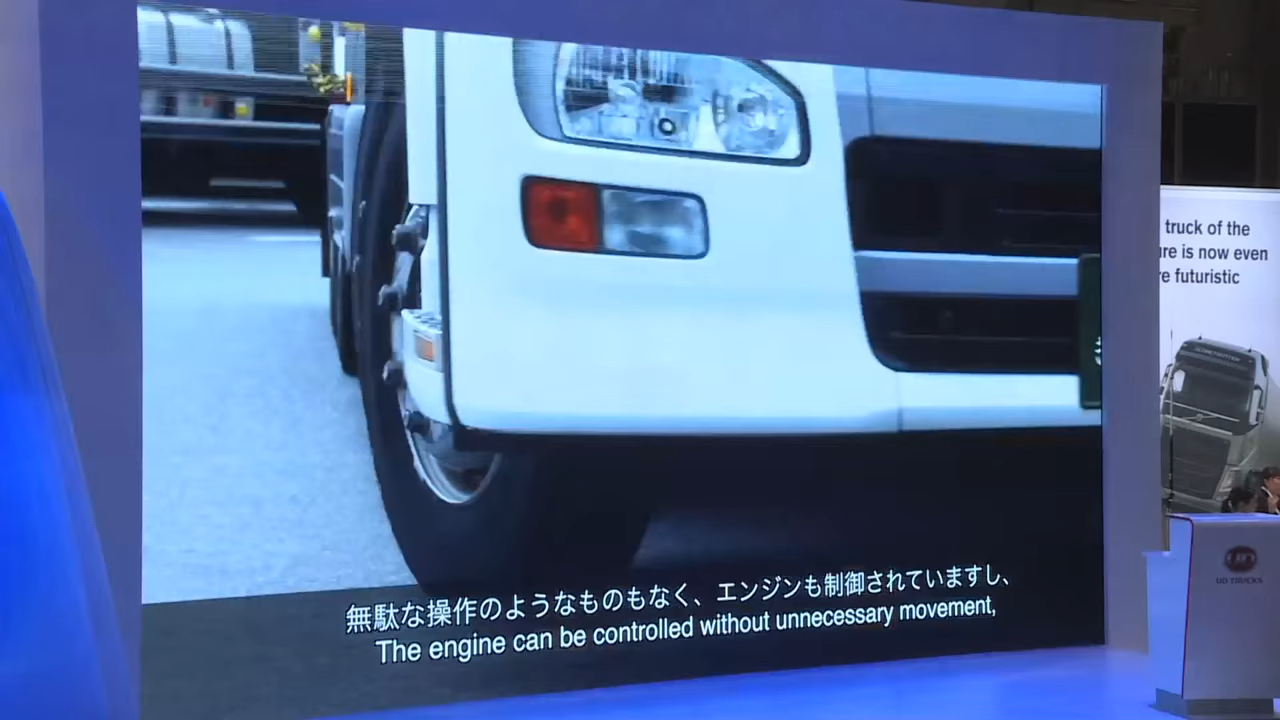 無駄な操作のようなものもなく、エンジンも制御されていますし、
The engine can be controlled without unnecessary movement,
truck of the
ure is now even
re futuristic
UD TRUCKS